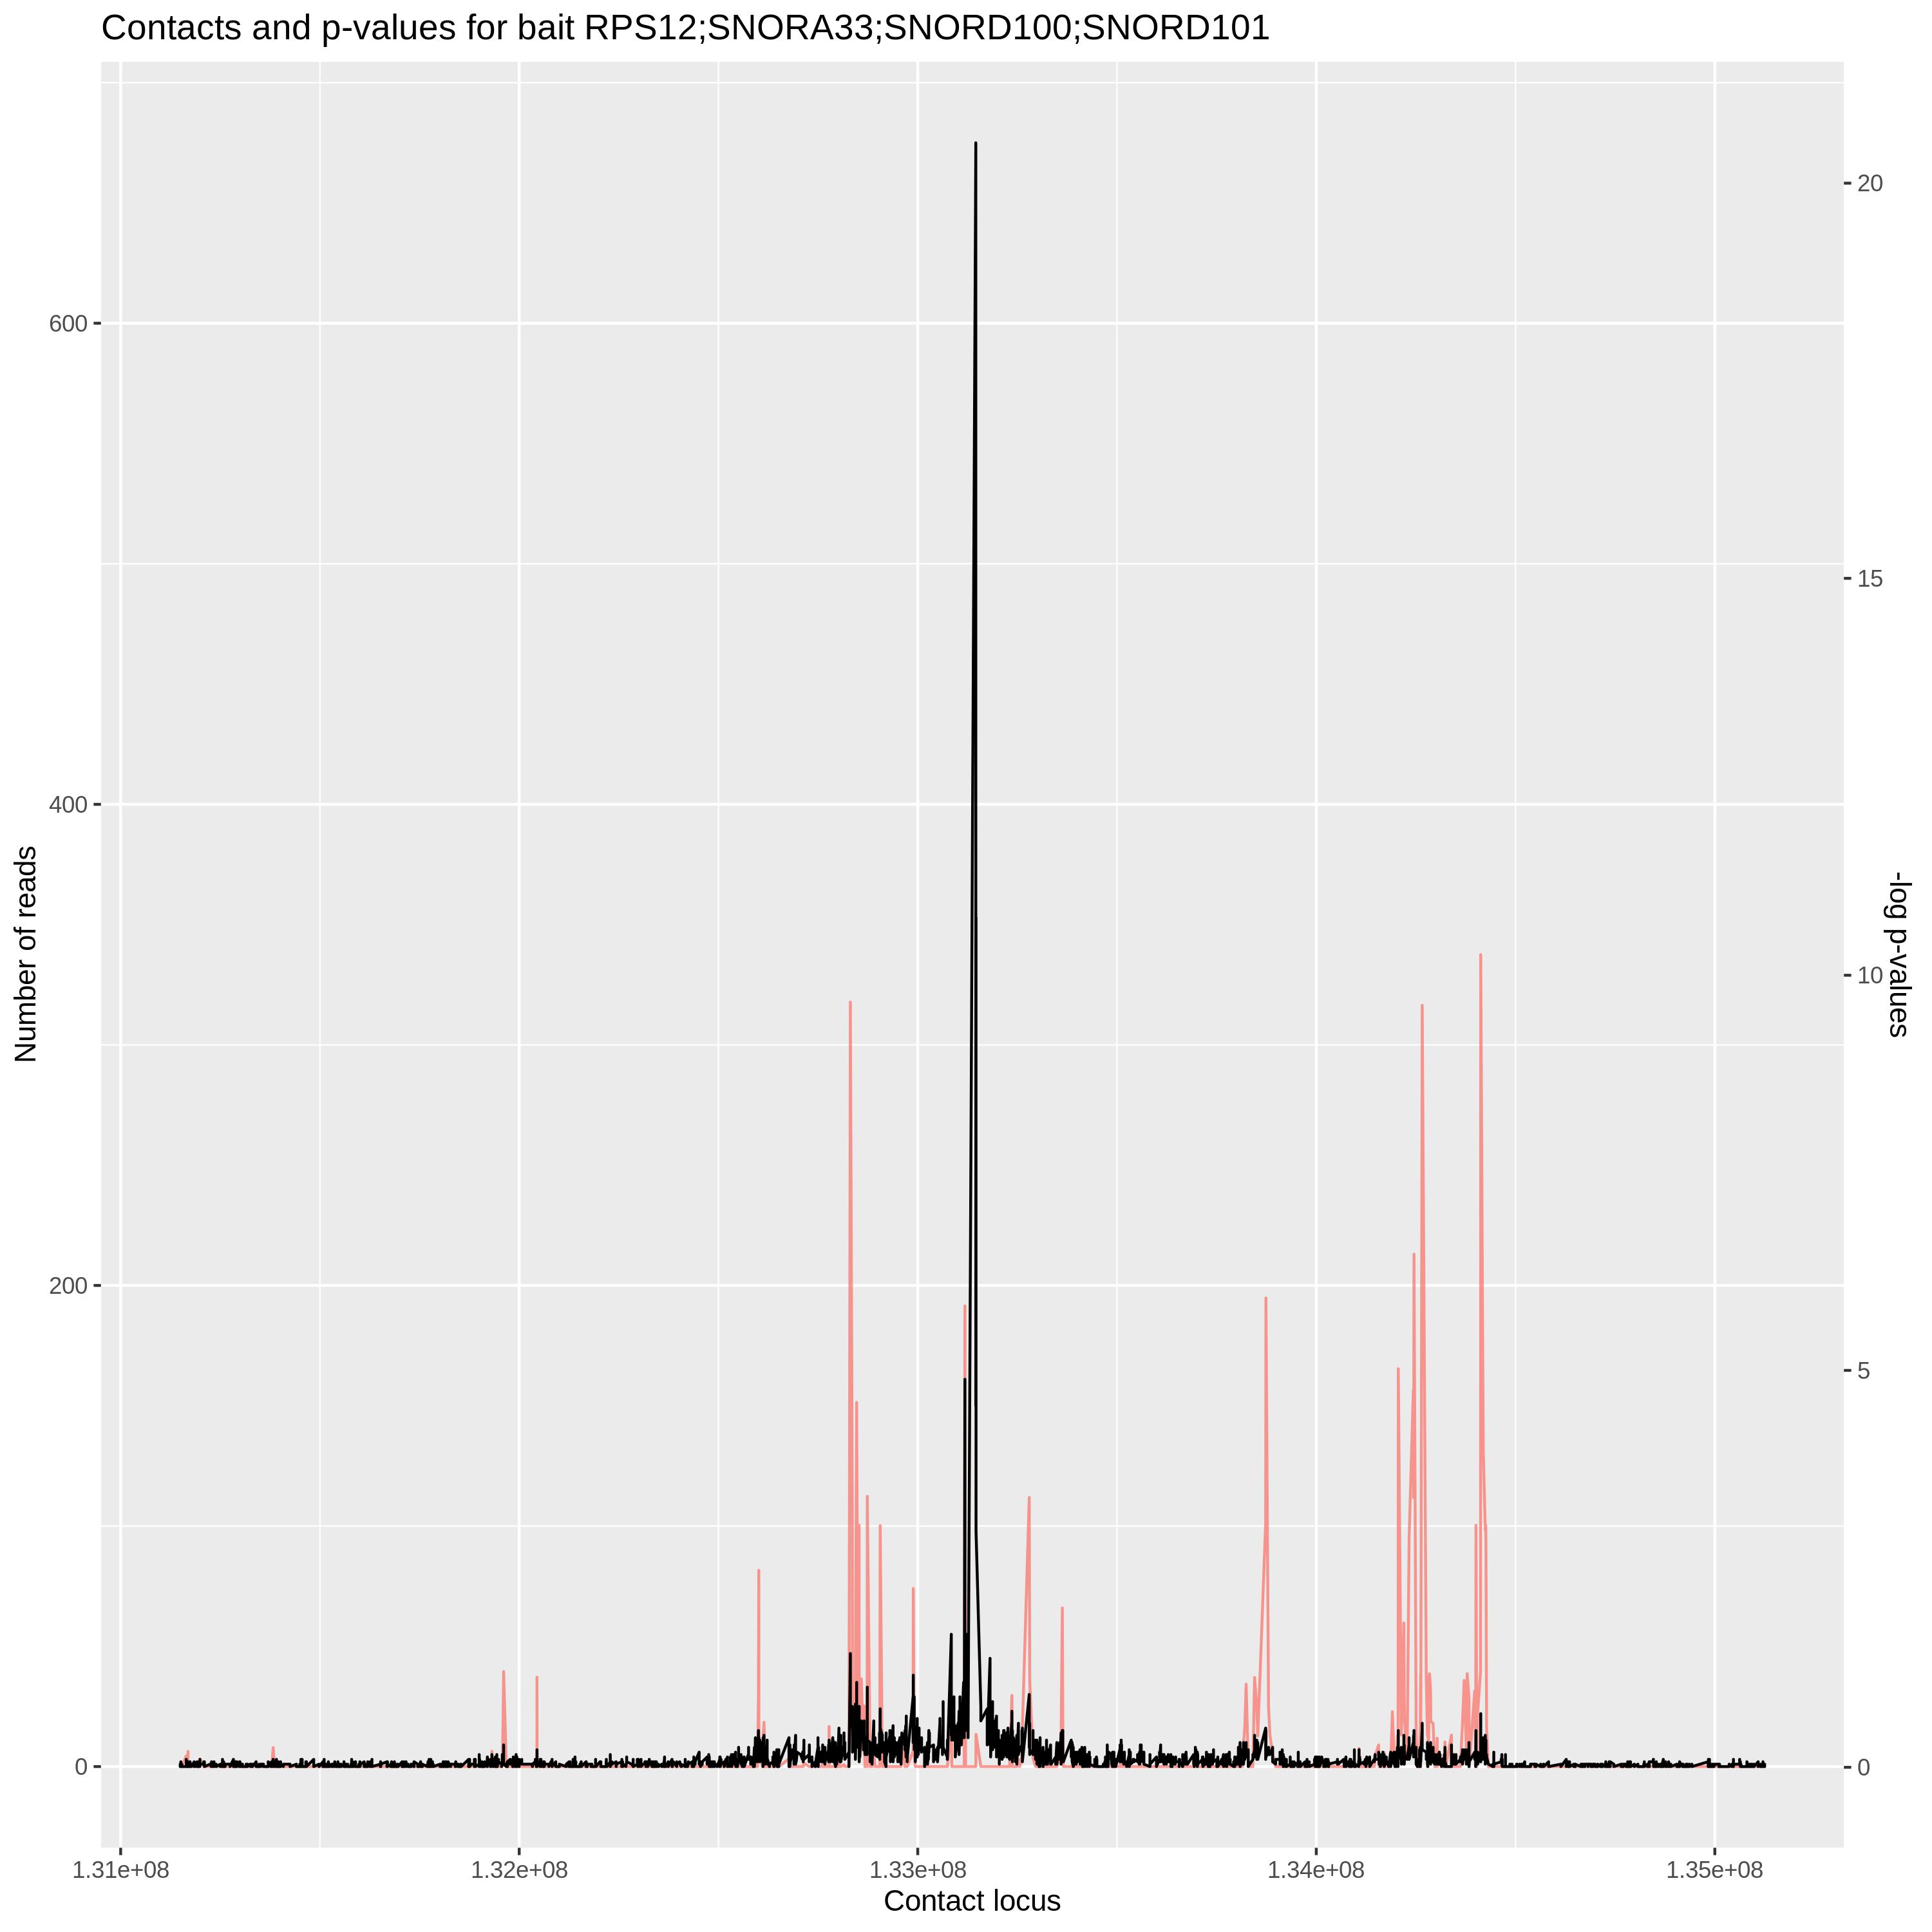 Contacts and p-values for bait RPS12;SNORA33;SNORD100;SNORD101
Number of reads
600
400
200
0
20
15
10
5
0
-log p-values
1.31e+08
1.32e+08
1.33e+08
1.34e+08
1.35e+08
Contact locus